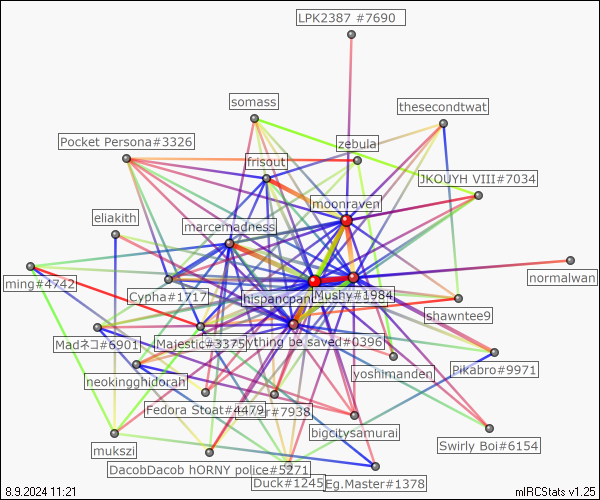 LPK2387 #7690
somass
thesecondtwat
Pocket Persona#3326
zebula
frisout
JKOUYH VIII#7034
moonraven
eliakith
marcemadness
ming#4742
normalwan
Cypha#1717
hispancpan
Mushy#1984
shawntee9
Madネコ#6901
Majestic#3375
ything be saved#0396
Pikabro#9971
yoshimanden
neokingghidorah
Fedora Stoat#4479
er#7938
bigcitysamurai
Swirly Boi#6154
mukszi
DacobDacob hORNY police#5271
Duck#1245
Eg.Master#1378
8.9.2024 11:21
mIRCStats v1.25